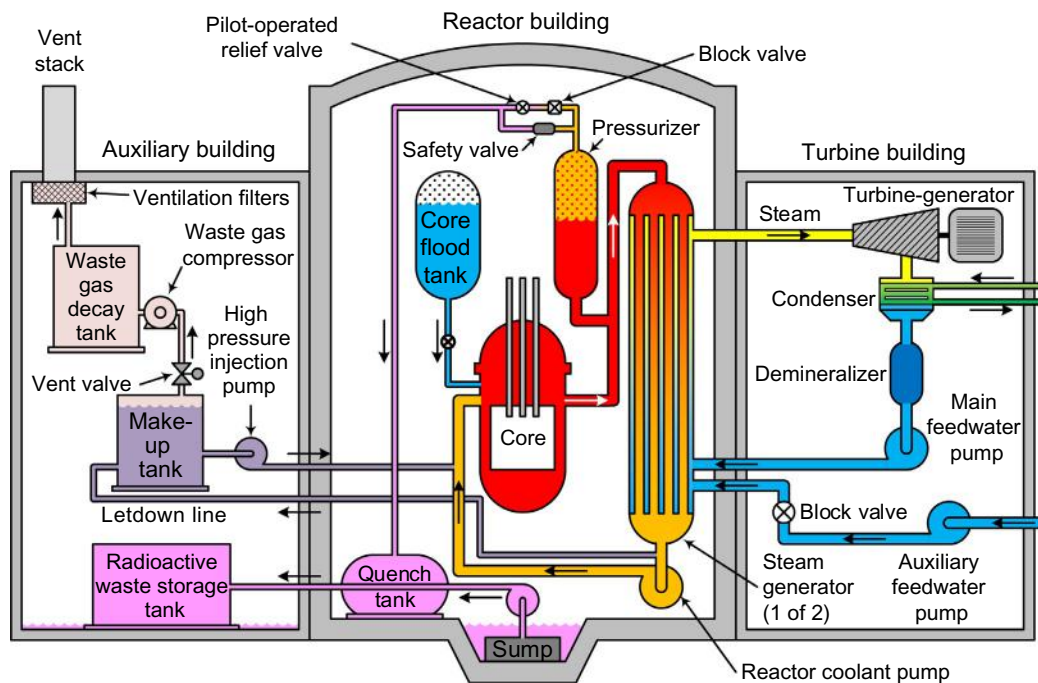 Reactor building
Pilot-operated
relief valve
Block valve
Vent
stack
Auxiliary building
Safety valve
Pressurizer
Turbine building
Ventilation filters
Turbine-generator
Steam
Core
flood
tank
Waste gas
compressor
Waste
gas
decay
tank
Condenser
High
pressure
injection
pump
Vent valve
Demineralizer
Main
feedwater
pump
Make-
up
tank
Core
Letdown line
Block valve
Radioactive
waste storage
tank
Quench
tank
Steam
generator
(1 of 2)
Auxiliary
feedwater
pump
Sump
Reactor coolant pump